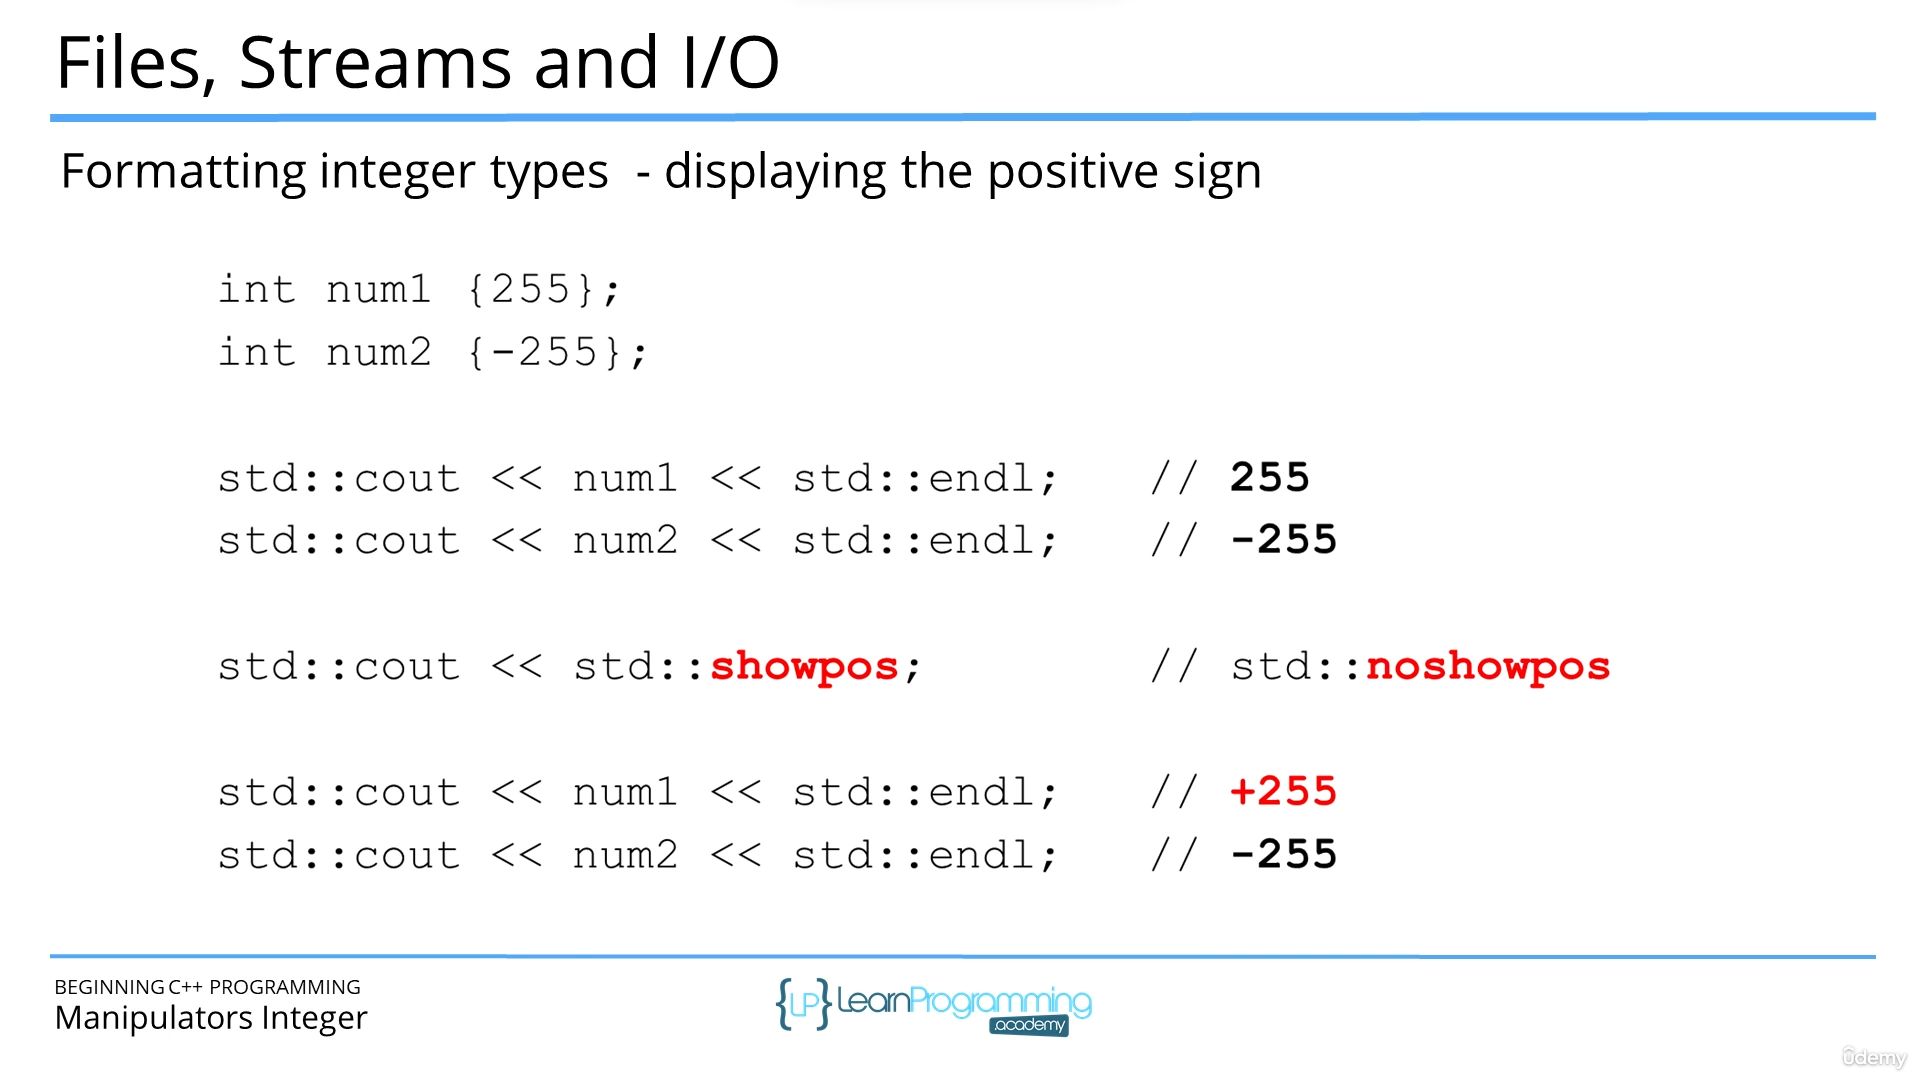 Files, Streams and I/O
Formatting integer types - displaying the positive sign
int num1 {255};
int num2 {-255};
std::cout << num1 << std::endl; // 255
std::cout << num2 << std::endl; // -255
std::cout << std::showpos; // std::noshowpos
std::cout << num1 << std::endl; // +255
std::cout << num2 << std::endl; // -255
BEGINNING C++ PROGRAMMING
Manipulators Integer
{LP} LearnProgramming
.academy
ûdemy